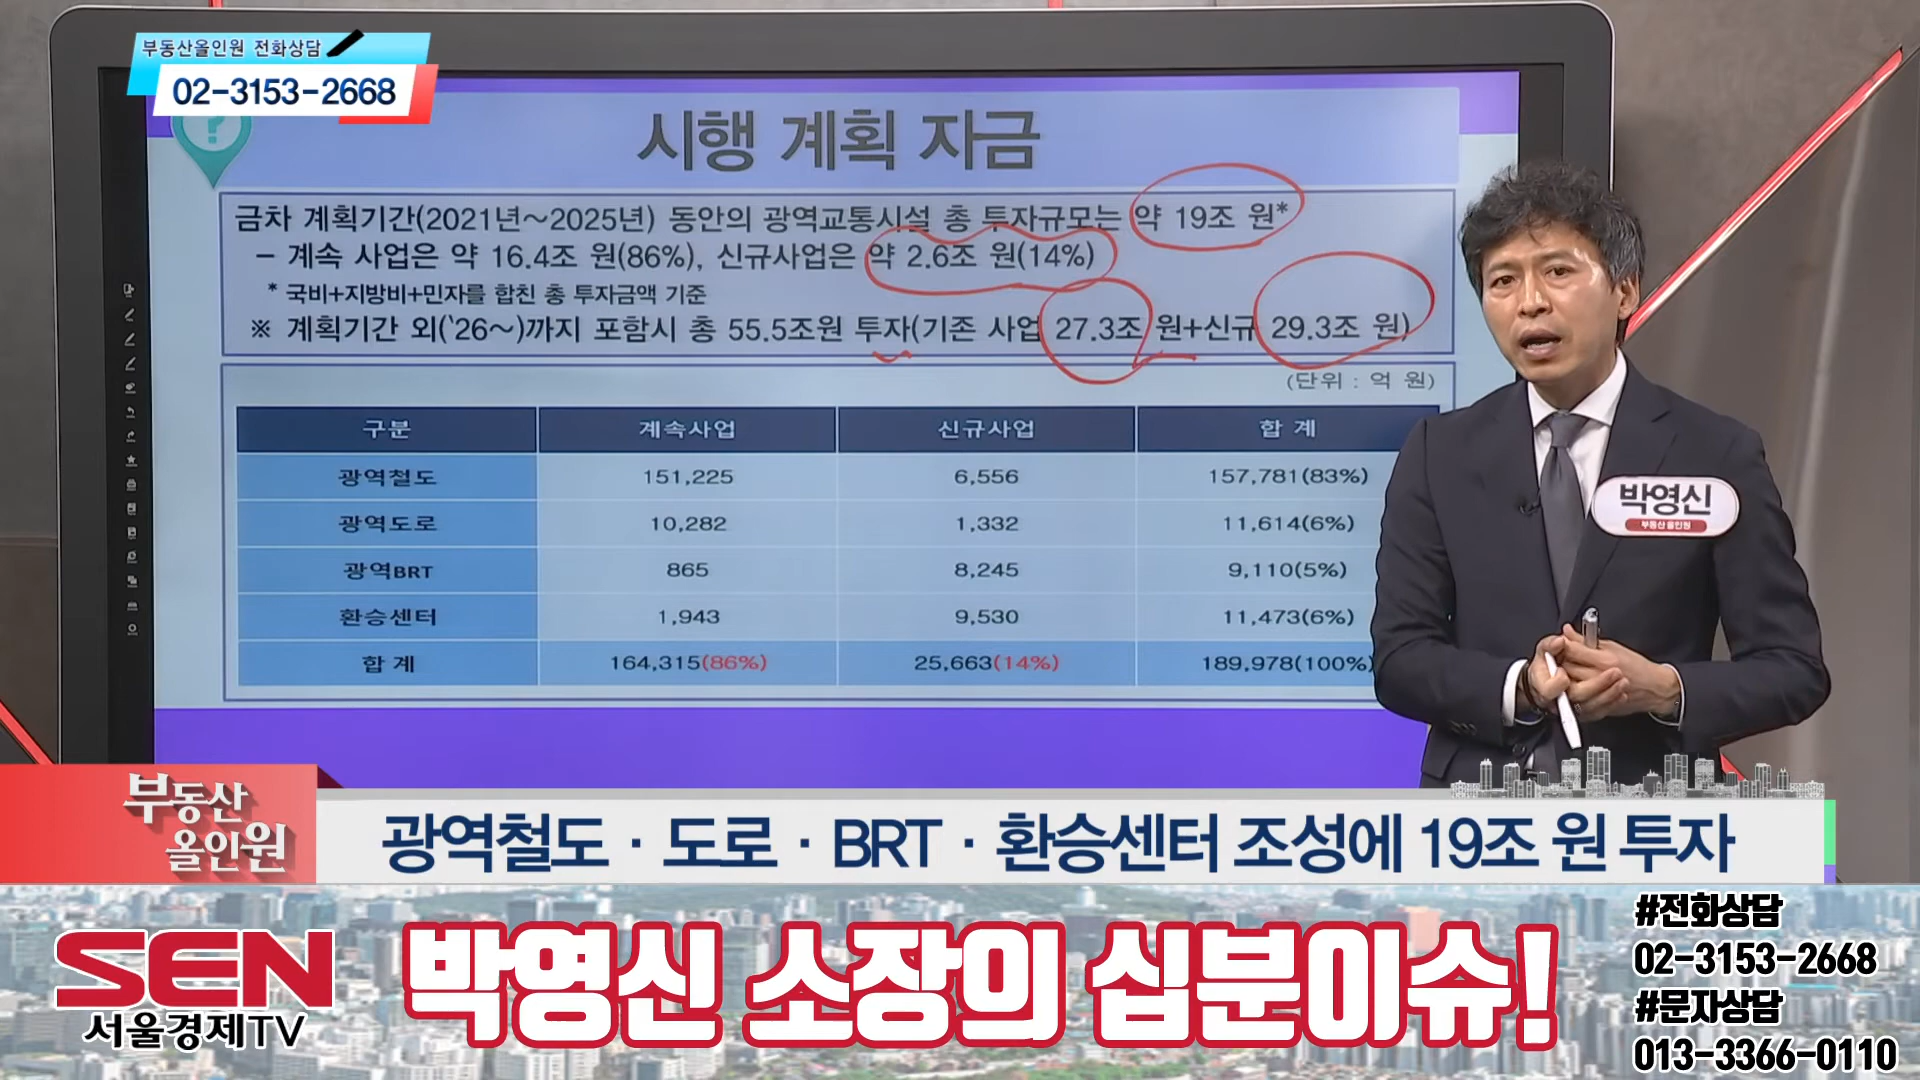 부동산올인원 전화상담
02-3153-2668
시행 계획 자금
금차 계획기간(2021년~2025년) 동안의 광역교통시설 총 투자규모는 약 19조 원*
- 계속 사업은 약 16.4조 원(86%), 신규사업은 약 2.6조 원(14%)
* 국비+지방비+민자를 합친 총 투자금액 기준
※ 계획기간 외('26~)까지 포함시 총 55.5조원 투자(기존 사업 27.3조 원+신규 29.3조 원)
(단위 : 억 원)
구분 계속사업 신규사업 합 계
광역철도 151,225 6,556 157,781(83%)
광역도로 10,282 1,332 11,614(6%)
광역BRT 865 8,245 9,110(5%)
환승센터 1,943 9,530 11,473(6%)
합 계 164,315(86%) 25,663(14%) 189,978(100%)
박영신
부동산 올인원
부동산
올인원
광역철도 · 도로 · BRT · 환승센터 조성에 19조 원 투자
SEN
서울경제TV
박영신 소장의 십분이슈!
#전화상담
02-3153-2668
#문자상담
013-3366-0110